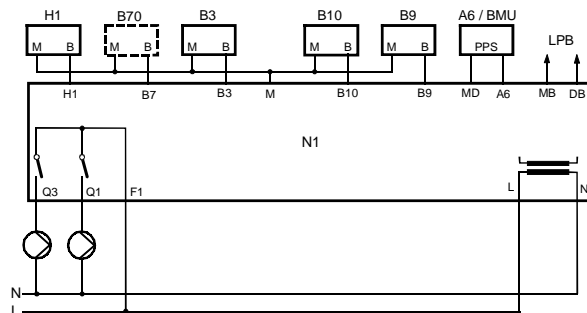 H1 B70 B3 B10 B9 A6 / BMU
LPB
M B M B M B M B M B PPS
H1 B7 B3 M B10 B9 MD A6 MB DB
N1
Q3 Q1 F1 L N
N
L